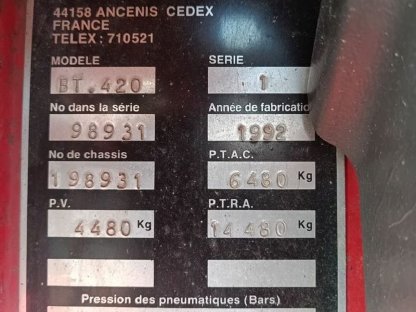 44158 ANCENIS CEDEX
FRANCE
TELEX : 710521
MODELE SERIE
BT.420 1
No dans la série Année de fabricatio
98931 1992
No de chassis P.T.A.C.
198931 6480 Kg
P.V. P.T.R.A.
4480 Kg 14480 Kg
Pression des pneumatiques (Bars)